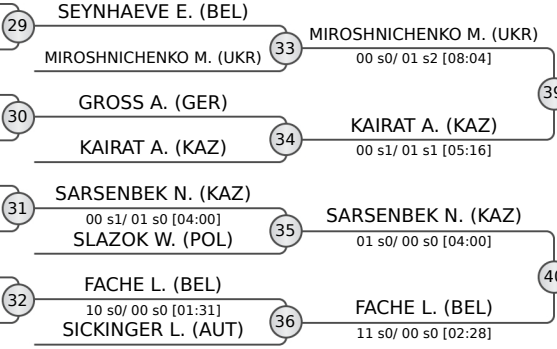 SEYNHAEVE E. (BEL)
29
MIROSHNICHENKO M. (UKR)
33
MIROSHNICHENKO M. (UKR)
00 s0/ 01 s2 [08:04]
39
GROSS A. (GER)
30
KAIRAT A. (KAZ)
34
KAIRAT A. (KAZ)
00 s1/ 01 s1 [05:16]
SARSENBEK N. (KAZ)
31
00 s1/ 01 s0 [04:00]
SLAZOK W. (POL)
35
SARSENBEK N. (KAZ)
01 s0/ 00 s0 [04:00]
40
FACHE L. (BEL)
32
10 s0/ 00 s0 [01:31]
SICKINGER L. (AUT)
36
FACHE L. (BEL)
11 s0/ 00 s0 [02:28]